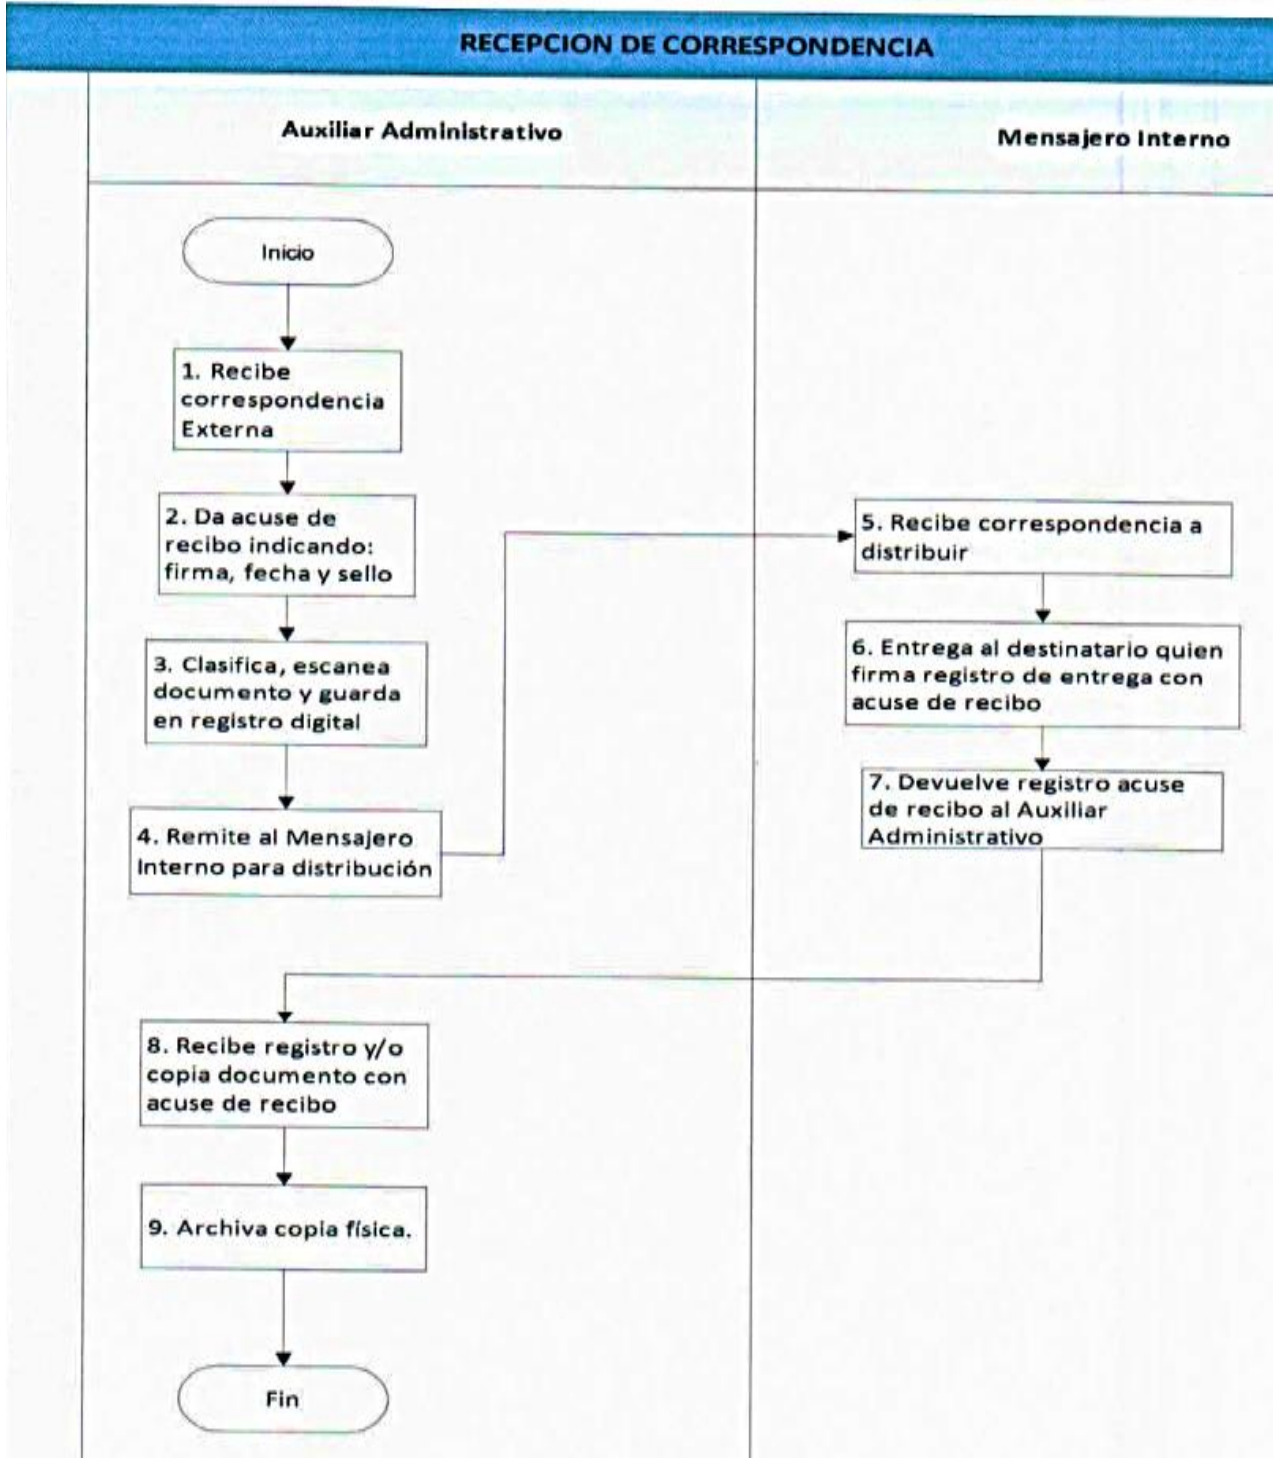 RECEPCION DE CORRESPONDENCIA
Auxiliar Administrativo
Mensajero Interno
Inicio
1. Recibe
correspondencia
Externa
2. Da acuse de
recibo indicando:
firma, fecha y sello
3. Clasifica, escanea
documento y guarda
en registro digital
4. Remite al Mensajero
Interno para distribución
5. Recibe correspondencia a
distribuir
6. Entrega al destinatario quien
firma registro de entrega con
acuse de recibo
7. Devuelve registro acuse
de recibo al Auxiliar
Administrativo
8. Recibe registro y/o
copia documento con
acuse de recibo
9. Archiva copia física.
Fin